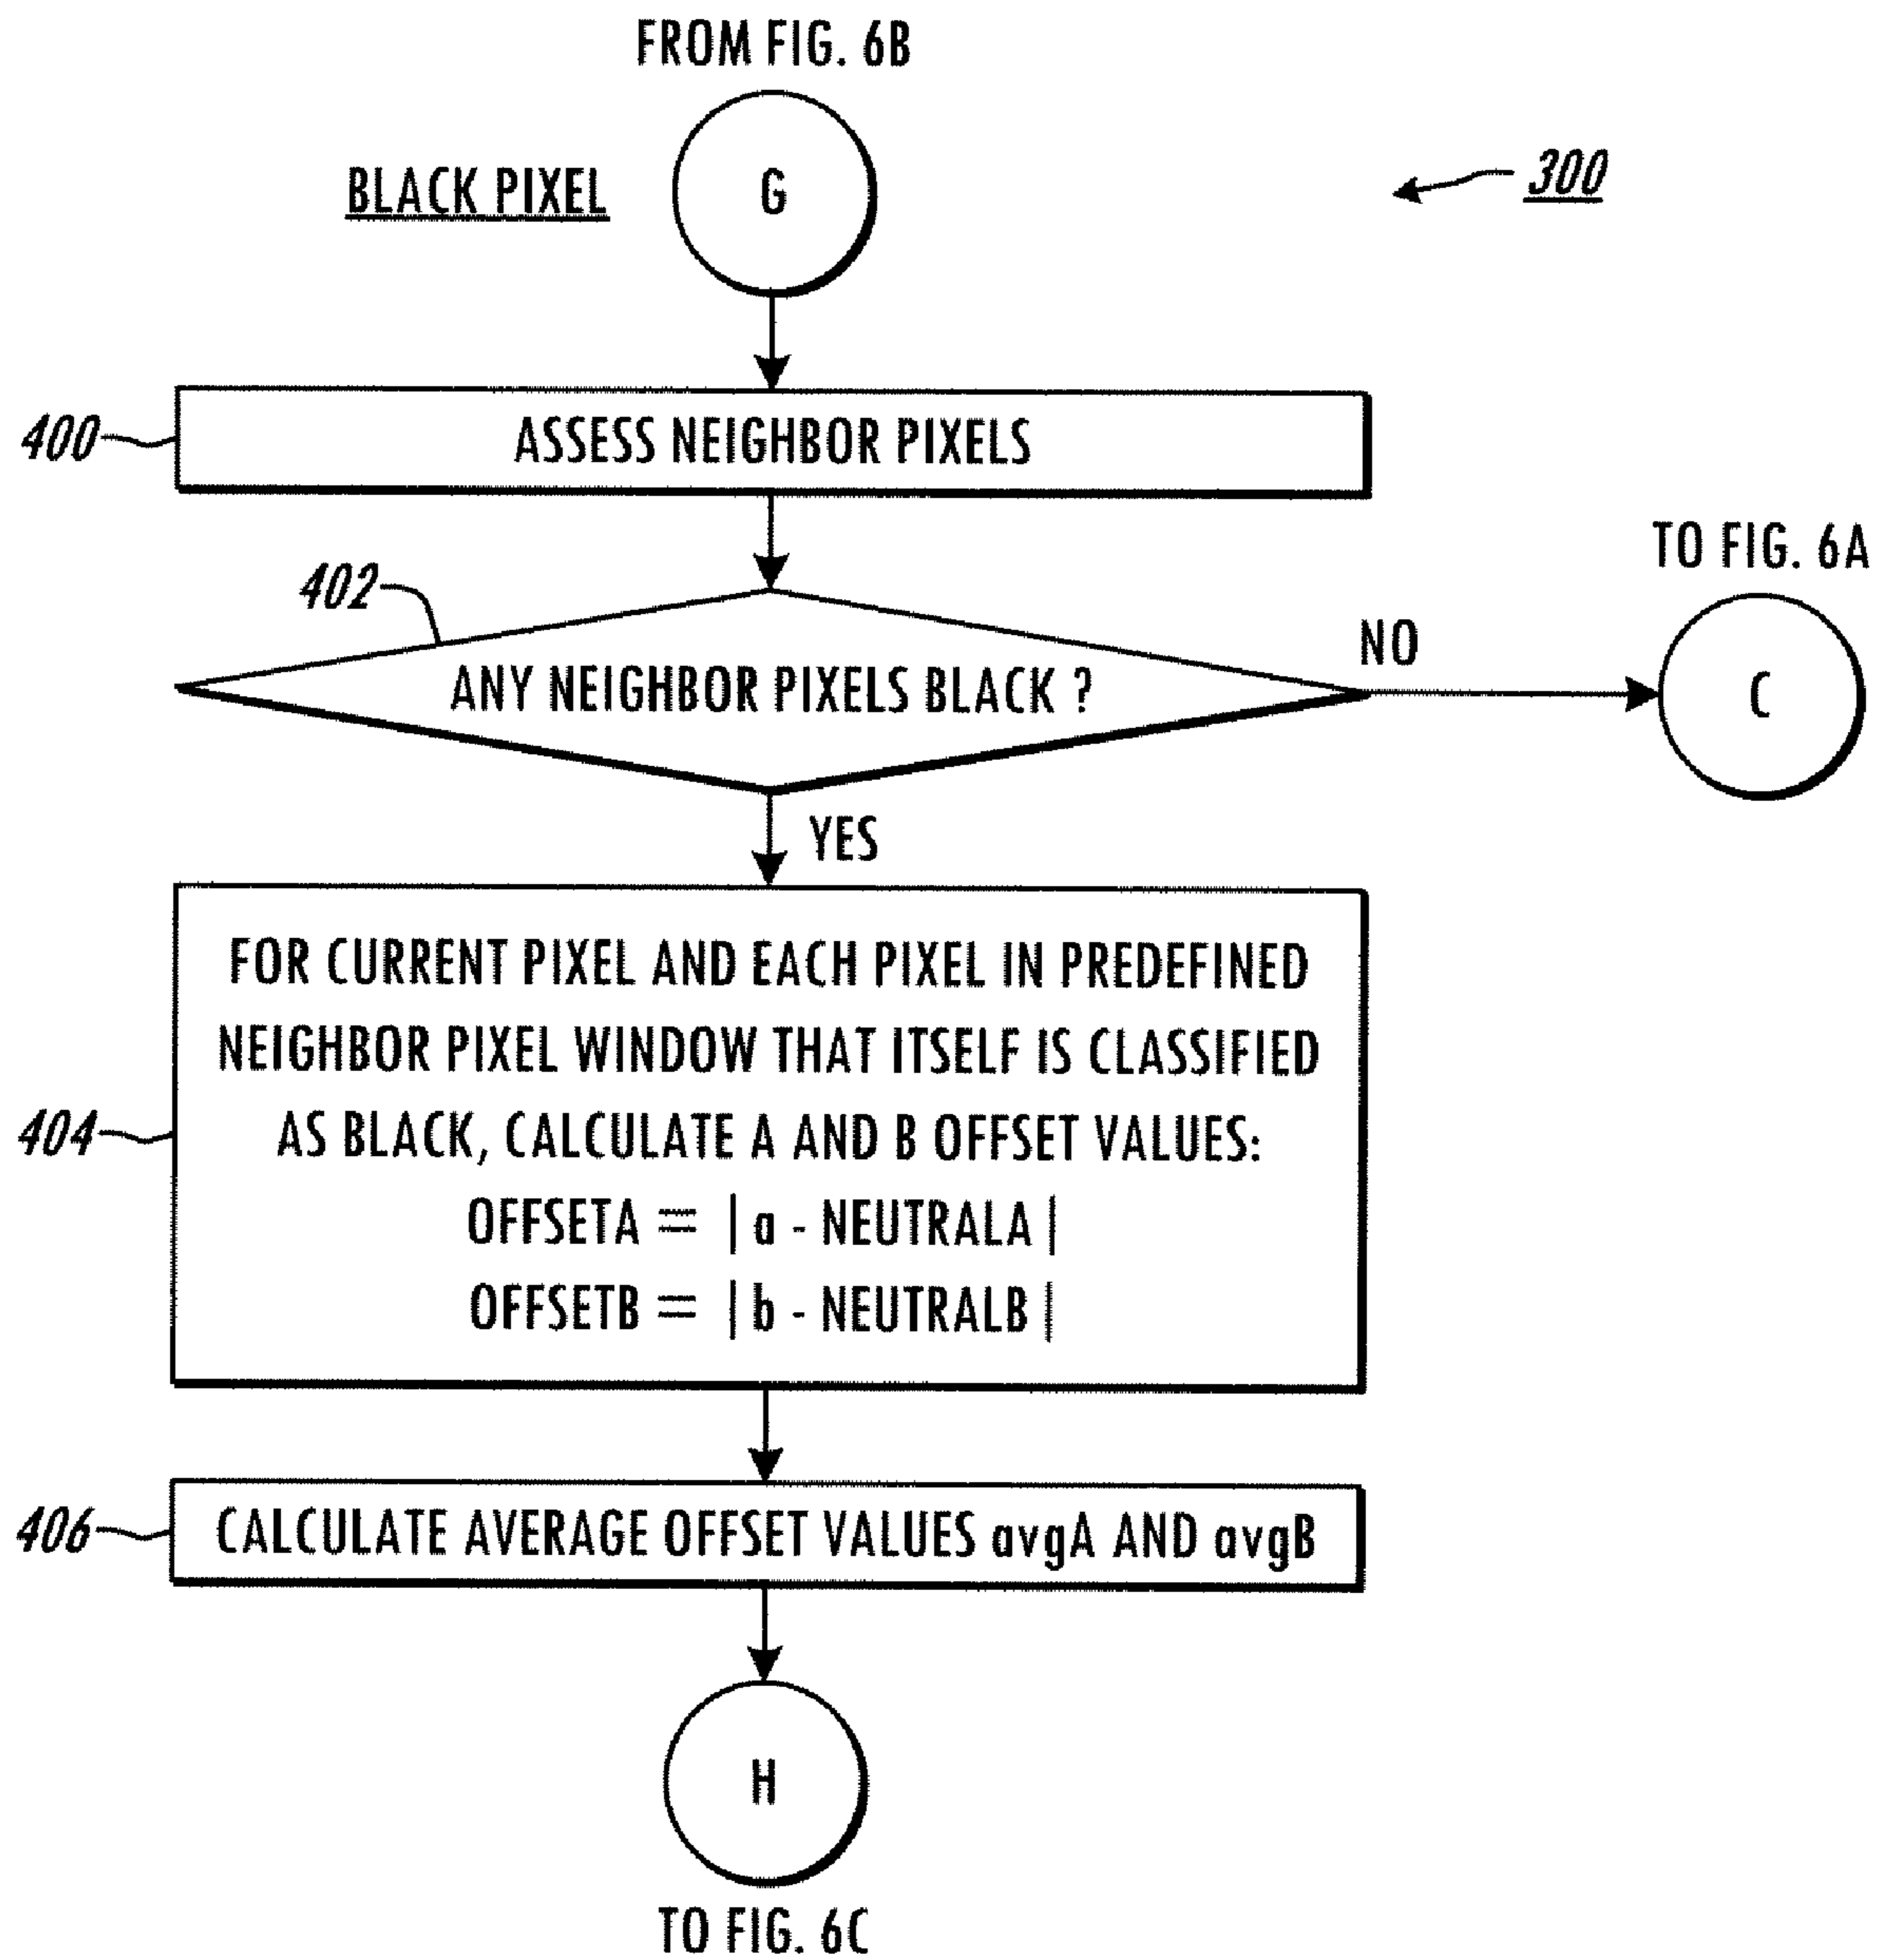 FROM FIG. 6B
G
BLACK PIXEL
300
400
ASSESS NEIGHBOR PIXELS
402
ANY NEIGHBOR PIXELS BLACK ?
NO
TO FIG. 6A
C
YES
404
FOR CURRENT PIXEL AND EACH PIXEL IN PREDEFINED
NEIGHBOR PIXEL WINDOW THAT ITSELF IS CLASSIFIED
AS BLACK, CALCULATE A AND B OFFSET VALUES:
OFFSETA = | a - NEUTRALA |
OFFSETB = | b - NEUTRALB |
406
CALCULATE AVERAGE OFFSET VALUES avgA AND avgB
H
TO FIG. 6C